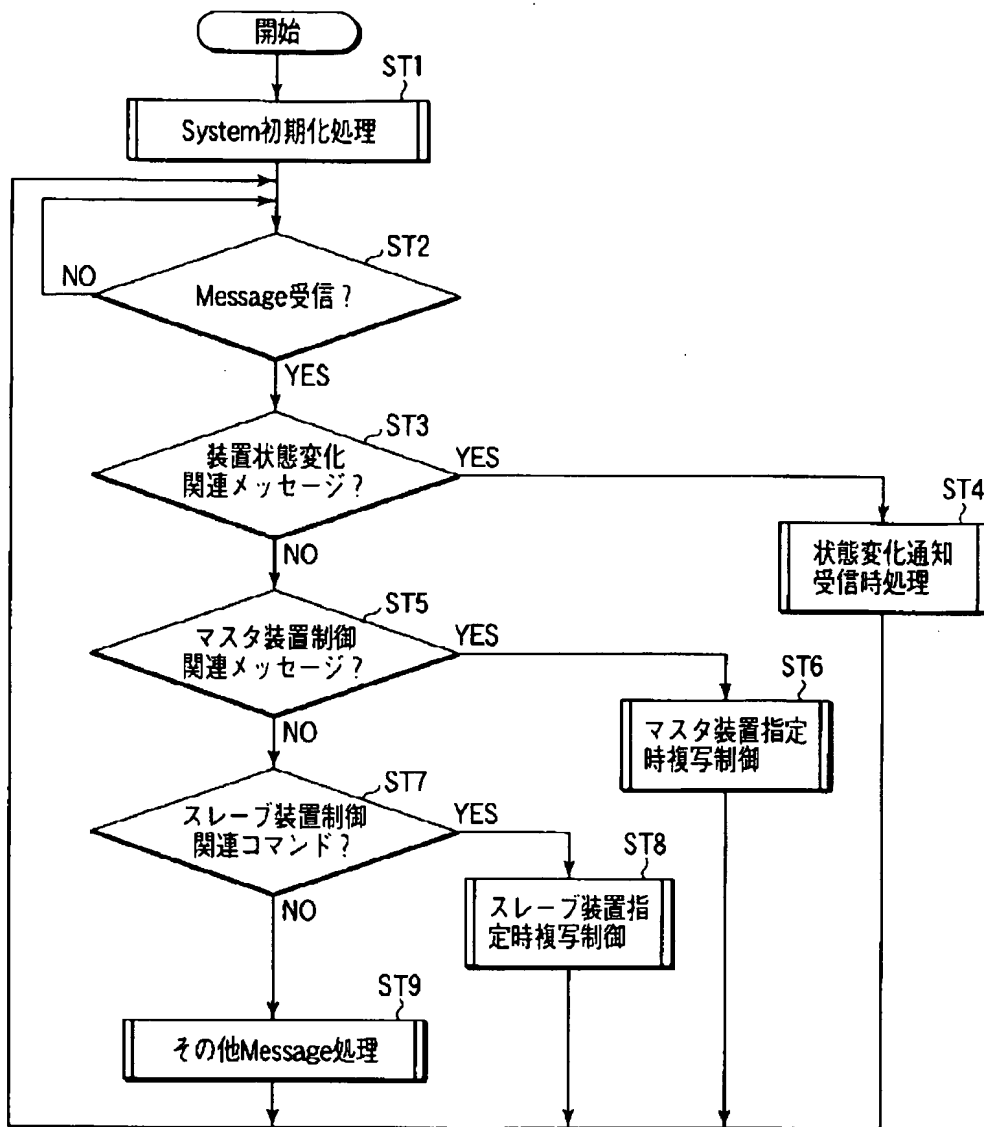 開始
ST1
System初期化処理
ST2
Message受信?
NO
YES
ST3
装置状態変化
関連メッセージ?
YES
NO
ST4
状態変化通知
受信時処理
ST5
マスタ装置制御
関連メッセージ?
YES
NO
ST6
マスタ装置指定
時複写制御
ST7
スレーブ装置制御
関連コマンド?
YES
NO
ST8
スレーブ装置指
定時複写制御
ST9
その他Message処理